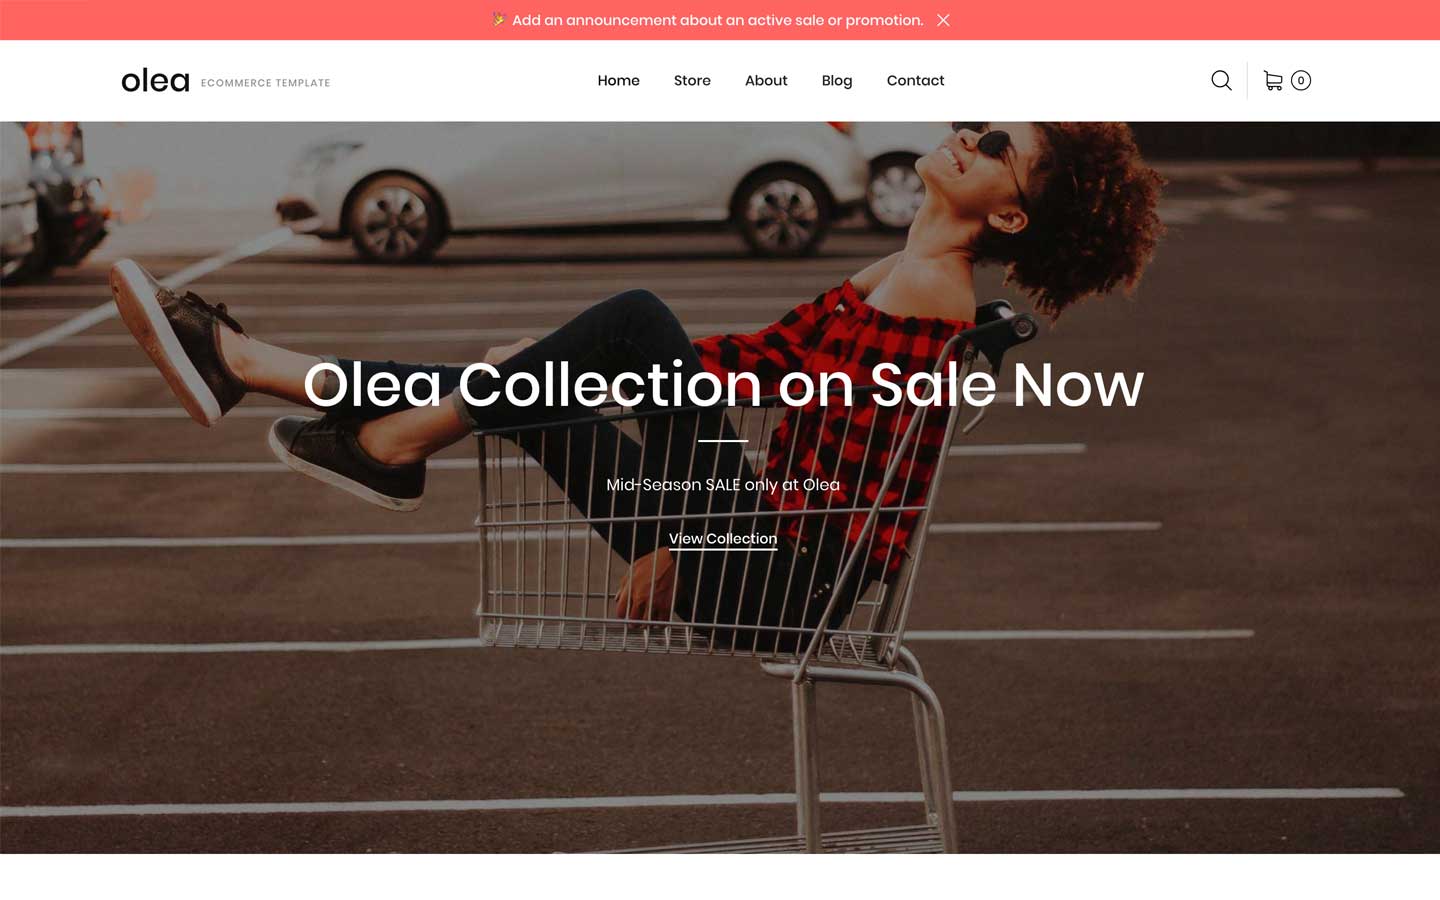 🎉 Add an announcement about an active sale or promotion.
olea ECOMMERCE TEMPLATE
Home Store About Blog Contact
0
Olea Collection on Sale Now
Mid-Season SALE only at Olea
View Collection